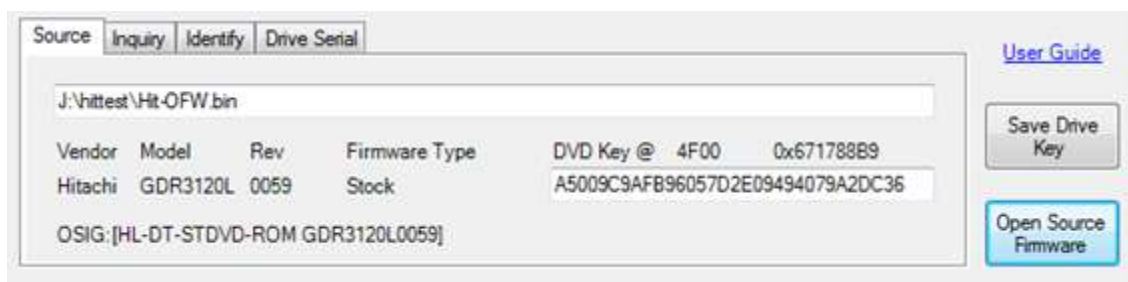 Source Inquiry Identify Drive Serial
User Guide
J:\hittest\Hit-OFW.bin
Save Drive
Key
Vendor Model Rev Firmware Type DVD Key @ 4F00 0x671788B9
Hitachi GDR3120L 0059 Stock A5009C9AFB96057D2E09494079A2DC36
Open Source
Firmware
OSIG:[HL-DT-STDVD-ROM GDR3120L0059]